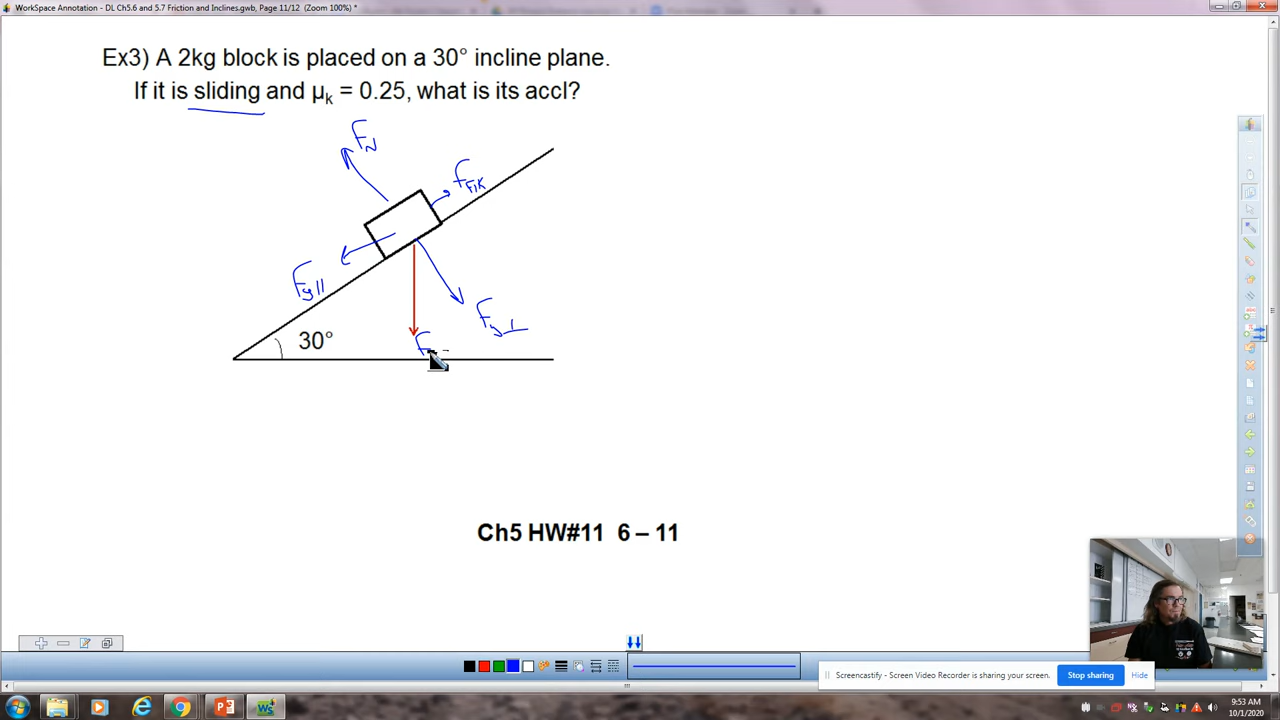 WorkSpace Annotation - DL Ch5.6 and 5.7 Friction and Inclines.gwb, Page 11/12 (Zoom 100%) *
Ex3) A 2kg block is placed on a 30° incline plane.
If it is sliding and μk = 0.25, what is its accl?
FN
Ff,k
Fg||
Fg⊥
30°
F
Ch5 HW#11 6 – 11
Screencastify - Screen Video Recorder is sharing your screen.
Stop sharing
Hide
9:53 AM
10/1/2020